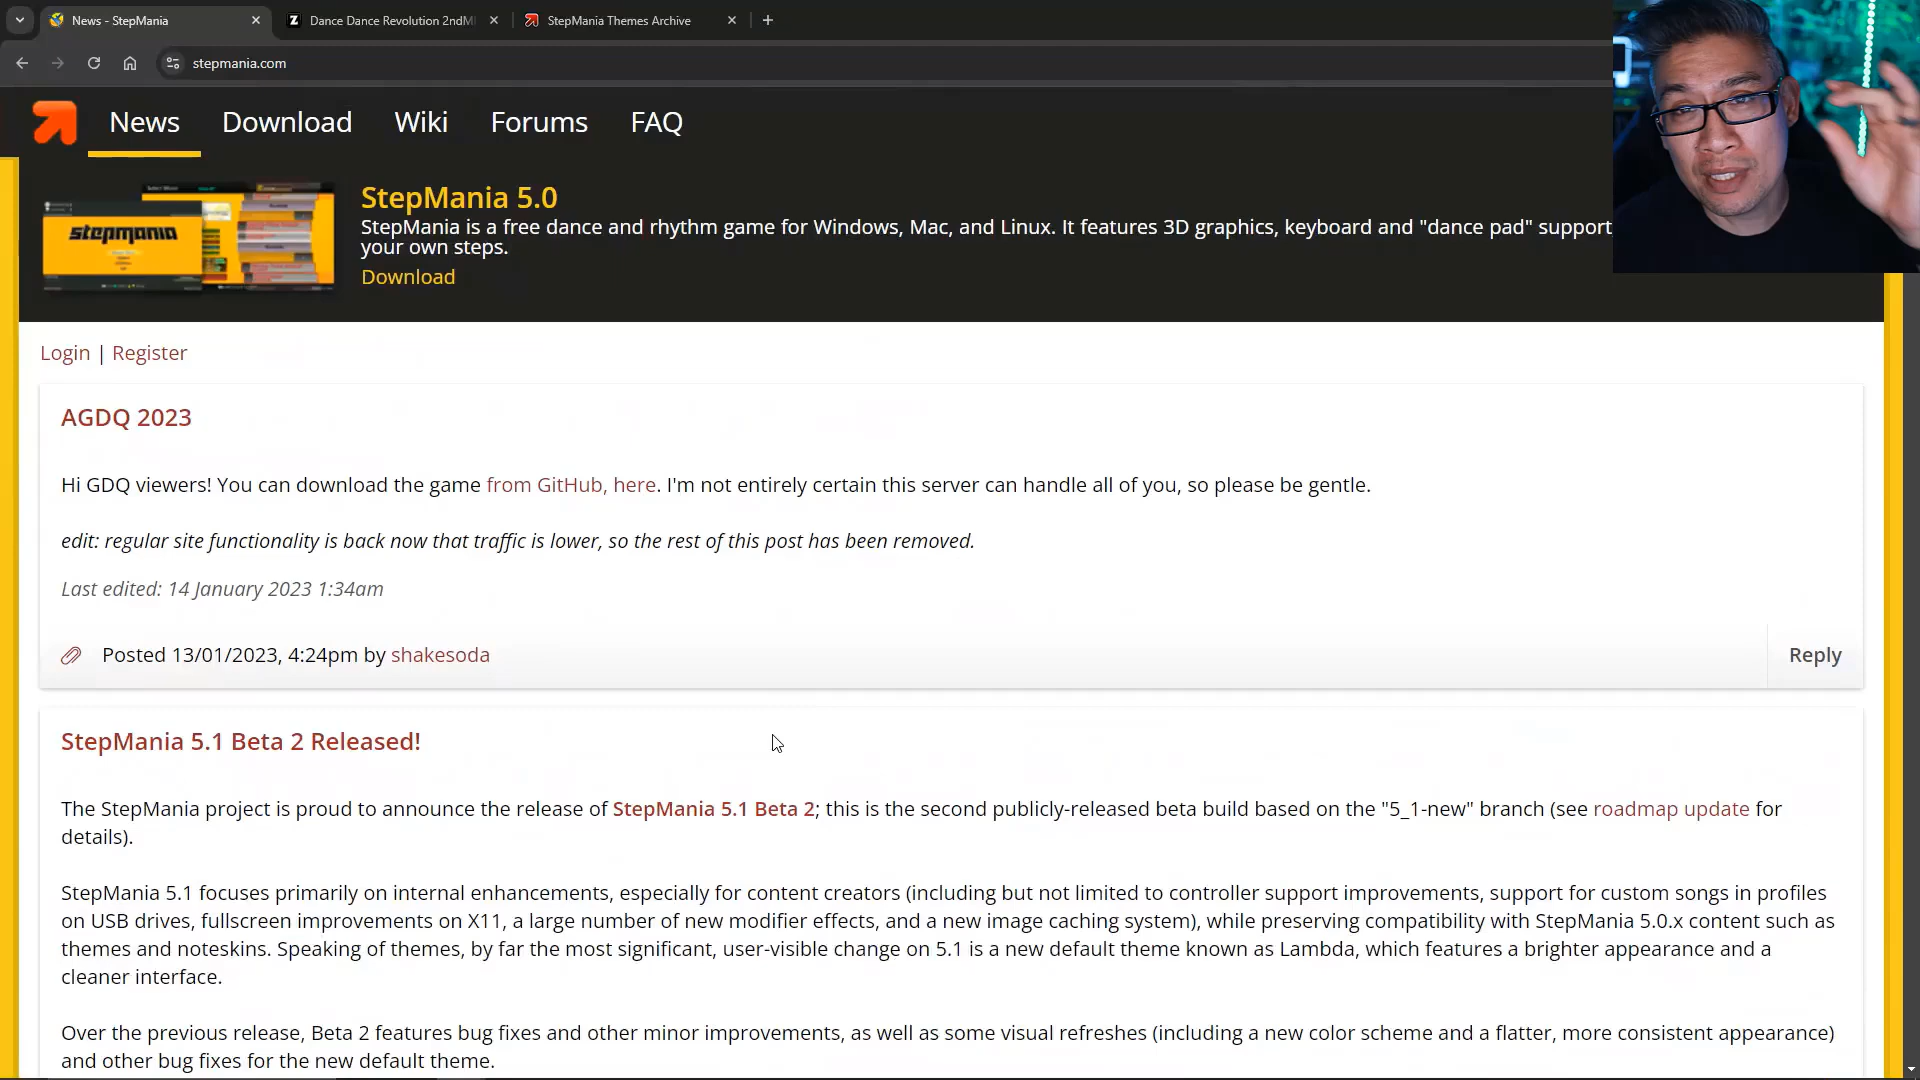 News - StepMania
Dance Dance Revolution 2ndM
StepMania Themes Archive
stepmania.com
News
Download
Wiki
Forums
FAQ
stepmania
StepMania 5.0
StepMania is a free dance and rhythm game for Windows, Mac, and Linux. It features 3D graphics, keyboard and "dance pad" support
your own steps.
Download
Login | Register
AGDQ 2023
Hi GDQ viewers! You can download the game from GitHub, here. I'm not entirely certain this server can handle all of you, so please be gentle.
edit: regular site functionality is back now that traffic is lower, so the rest of this post has been removed.
Last edited: 14 January 2023 1:34am
Posted 13/01/2023, 4:24pm by shakesoda
Reply
StepMania 5.1 Beta 2 Released!
The StepMania project is proud to announce the release of StepMania 5.1 Beta 2; this is the second publicly-released beta build based on the "5_1-new" branch (see roadmap update for
details).
StepMania 5.1 focuses primarily on internal enhancements, especially for content creators (including but not limited to controller support improvements, support for custom songs in profiles
on USB drives, fullscreen improvements on X11, a large number of new modifier effects, and a new image caching system), while preserving compatibility with StepMania 5.0.x content such as
themes and noteskins. Speaking of themes, by far the most significant, user-visible change on 5.1 is a new default theme known as Lambda, which features a brighter appearance and a
cleaner interface.
Over the previous release, Beta 2 features bug fixes and other minor improvements, as well as some visual refreshes (including a new color scheme and a flatter, more consistent appearance)
and other bug fixes for the new default theme.